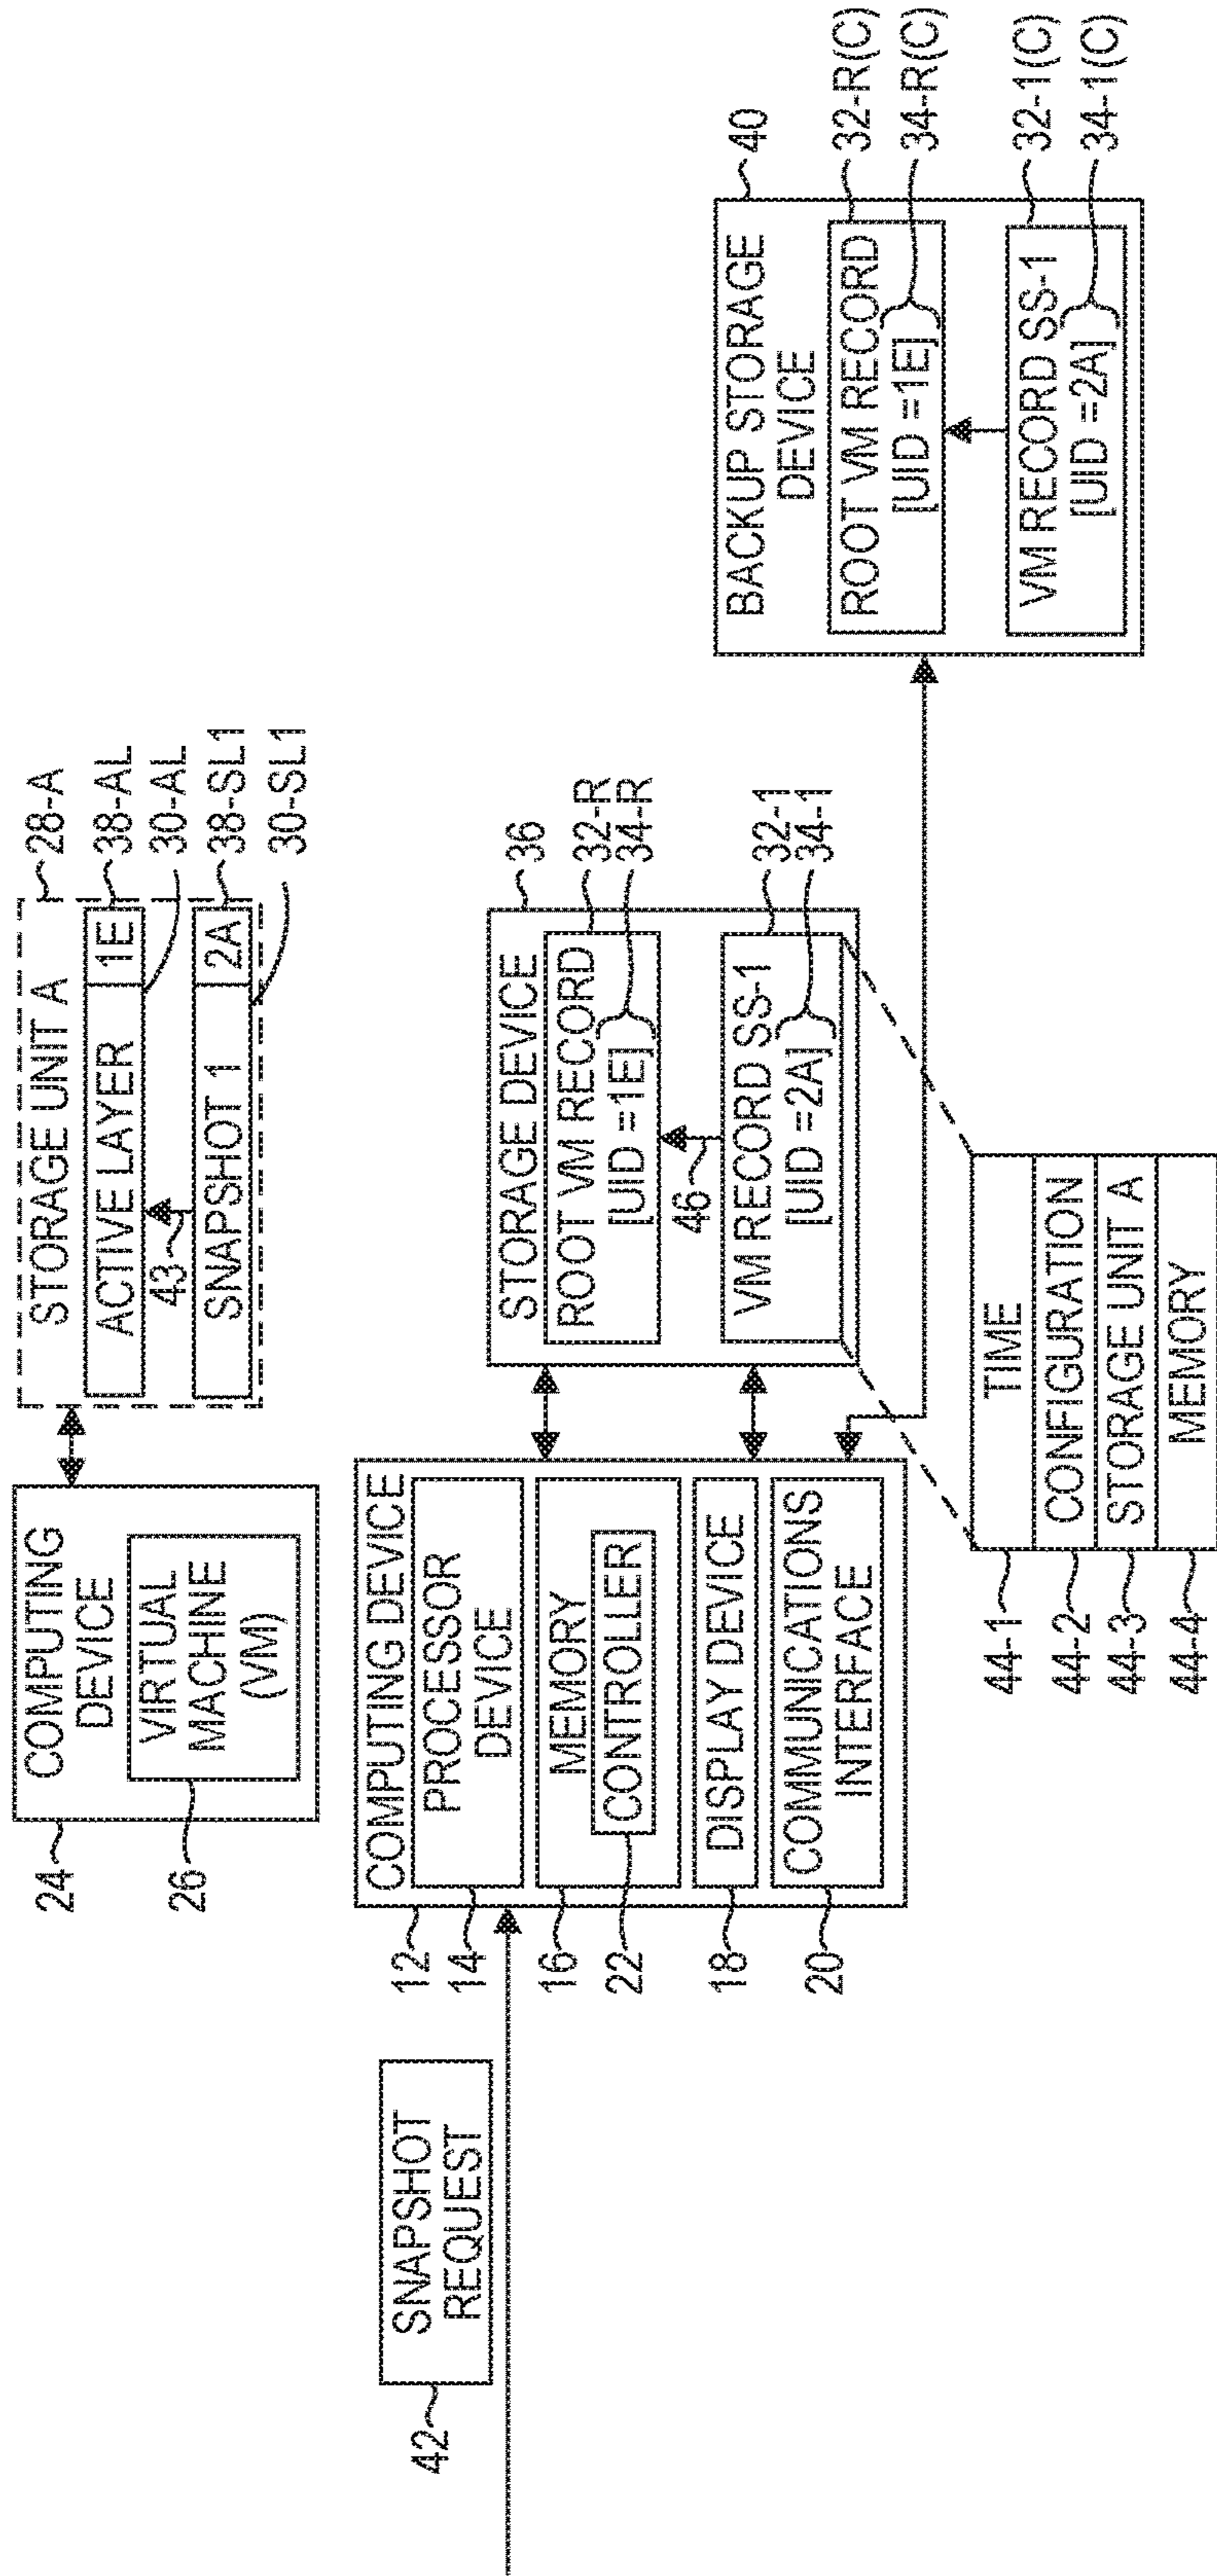 24
COMPUTING
DEVICE
26
VIRTUAL
MACHINE
(VM)
STORAGE UNIT A
28-A
ACTIVE LAYER
1E
38-AL
30-AL
43
SNAPSHOT 1
2A
38-SL1
30-SL1
42
SNAPSHOT
REQUEST
12
COMPUTING DEVICE
14
PROCESSOR
DEVICE
16
MEMORY
22
CONTROLLER
18
DISPLAY DEVICE
20
COMMUNICATIONS
INTERFACE
STORAGE DEVICE
36
ROOT VM RECORD
32-R
[UID =1E]
34-R
46
VM RECORD SS-1
32-1
[UID =2A]
34-1
BACKUP STORAGE
DEVICE
40
ROOT VM RECORD
32-R(C)
[UID =1E]
34-R(C)
VM RECORD SS-1
32-1(C)
[UID =2A]
34-1(C)
44-1
TIME
44-2
CONFIGURATION
44-3
STORAGE UNIT A
44-4
MEMORY